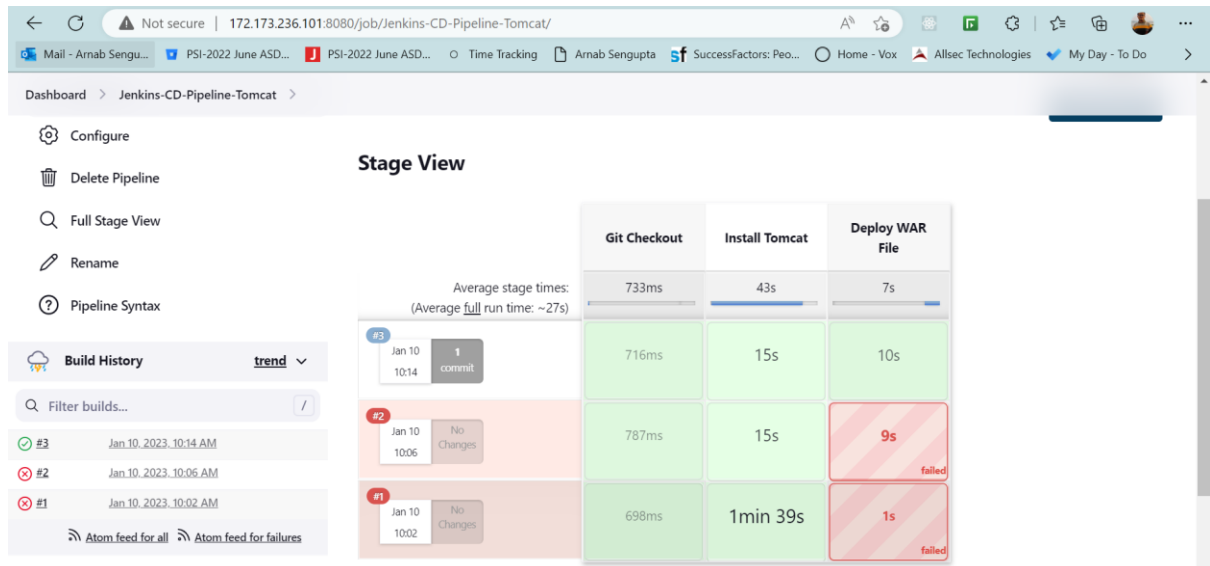 Not secure
172.173.236.101:8080/job/Jenkins-CD-Pipeline-Tomcat/
Mail - Arnab Sengu...
PSI-2022 June ASD...
PSI-2022 June ASD...
Time Tracking
Arnab Sengupta
SuccessFactors: Peo...
Home - Vox
Allsec Technologies
My Day - To Do
Dashboard
Jenkins-CD-Pipeline-Tomcat
Configure
Delete Pipeline
Full Stage View
Rename
Pipeline Syntax
Build History
trend
Filter builds...
/
#3 Jan 10, 2023, 10:14 AM
#2 Jan 10, 2023, 10:06 AM
#1 Jan 10, 2023, 10:02 AM
Atom feed for all
Atom feed for failures
Stage View
Git Checkout
Install Tomcat
Deploy WAR
File
Average stage times:
(Average full run time: ~27s)
733ms
43s
7s
#3
Jan 10
10:14
1
commit
716ms
15s
10s
#2
Jan 10
10:06
No
Changes
787ms
15s
9s
failed
#1
Jan 10
10:02
No
Changes
698ms
1min 39s
1s
failed